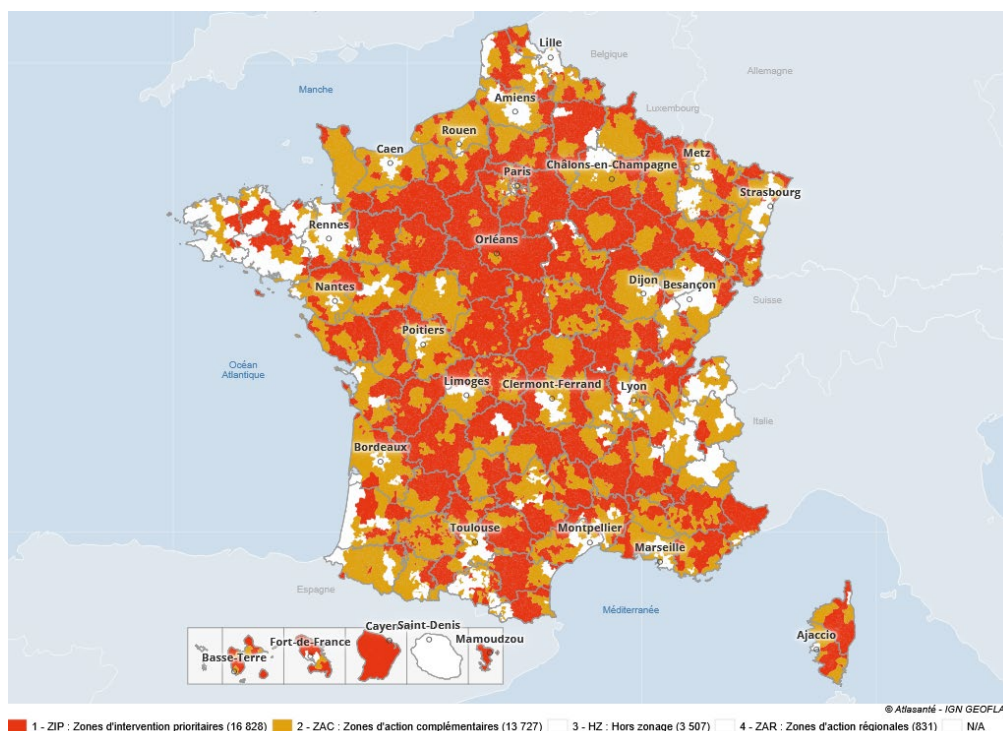 Lille
Belgique
Allemagne
Manche
Amiens
Luxembourg
Rouen
Caen
Metz
Châlons-en-Champagne
Paris
Strasbourg
Rennes
Orléans
Dijon
Besançon
Nantes
Suisse
Poitiers
Océan
Atlantique
Limoges
Clermont-Ferrand
Lyon
Italie
Bordeaux
Toulouse
Montpellier
Marseille
Espagne
Méditerranée
Cayen
Saint-Denis
Fort-de-France
Mamoudzou
Basse-Terre
Ajaccio
© Atlasanté - IGN GEOFLA
1 - ZIP : Zones d'intervention prioritaires (16 828) 2 - ZAC : Zones d'action complémentaires (13 727) 3 - HZ : Hors zonage (3 507) 4 - ZAR : Zones d'action régionales (831) N/A